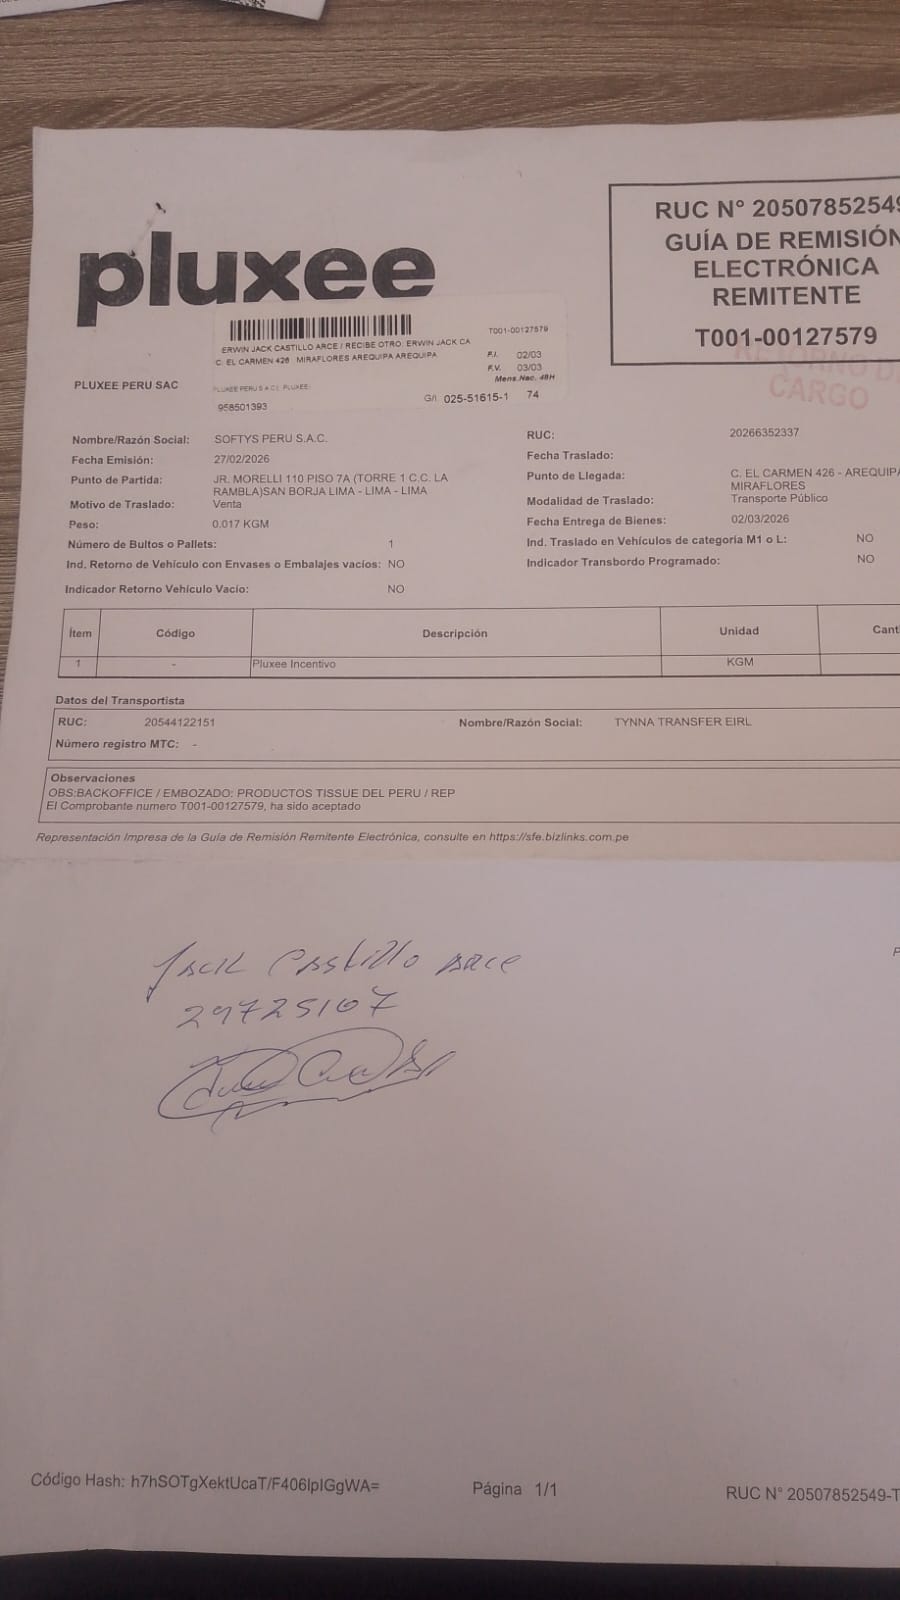 pluxee
RUC N° 2050785254
GUÍA DE REMISIÓN
ELECTRÓNICA
REMITENTE
T001-00127579
RETORNO D
CARGO
T001-00127579
ERWIN JACK CASTILLO ARCE / RECIBE OTRO: ERWIN JACK CA
C. EL CARMEN 426 MIRAFLORES AREQUIPA AREQUIPA
F.I. 02/03
F.V. 03/03
Mens.Nac. 48H
PLUXEE PERU S A C ( PLUXEE)
958501393
G/I. 025-51615-1 74
PLUXEE PERU SAC
Nombre/Razón Social: SOFTYS PERU S.A.C.
RUC: 20266352337
Fecha Emisión: 27/02/2026
Fecha Traslado:
Punto de Partida: JR. MORELLI 110 PISO 7A (TORRE 1 C.C. LA
RAMBLA)SAN BORJA LIMA - LIMA - LIMA
Punto de Llegada: C. EL CARMEN 426 - AREQUIPA
MIRAFLORES
Motivo de Traslado: Venta
Modalidad de Traslado: Transporte Público
Peso: 0.017 KGM
Fecha Entrega de Bienes: 02/03/2026
Número de Bultos o Pallets: 1
Ind. Traslado en Vehículos de categoría M1 o L: NO
Ind. Retorno de Vehículo con Envases o Embalajes vacíos: NO
Indicador Transbordo Programado: NO
Indicador Retorno Vehículo Vacío: NO
Ítem Código Descripción Unidad Cant
1 - Pluxee Incentivo KGM
Datos del Transportista
RUC: 20544122151 Nombre/Razón Social: TYNNA TRANSFER EIRL
Número registro MTC: -
Observaciones
OBS:BACKOFFICE / EMBOZADO: PRODUCTOS TISSUE DEL PERU / REP
El Comprobante numero T001-00127579, ha sido aceptado
Representación Impresa de la Guía de Remisión Remitente Electrónica, consulte en https://sfe.bizlinks.com.pe
Jack Castillo Arce
29725107
Código Hash: h7hSOTgXektUcaT/F406lpIGgWA=
Página 1/1
RUC N° 20507852549-T